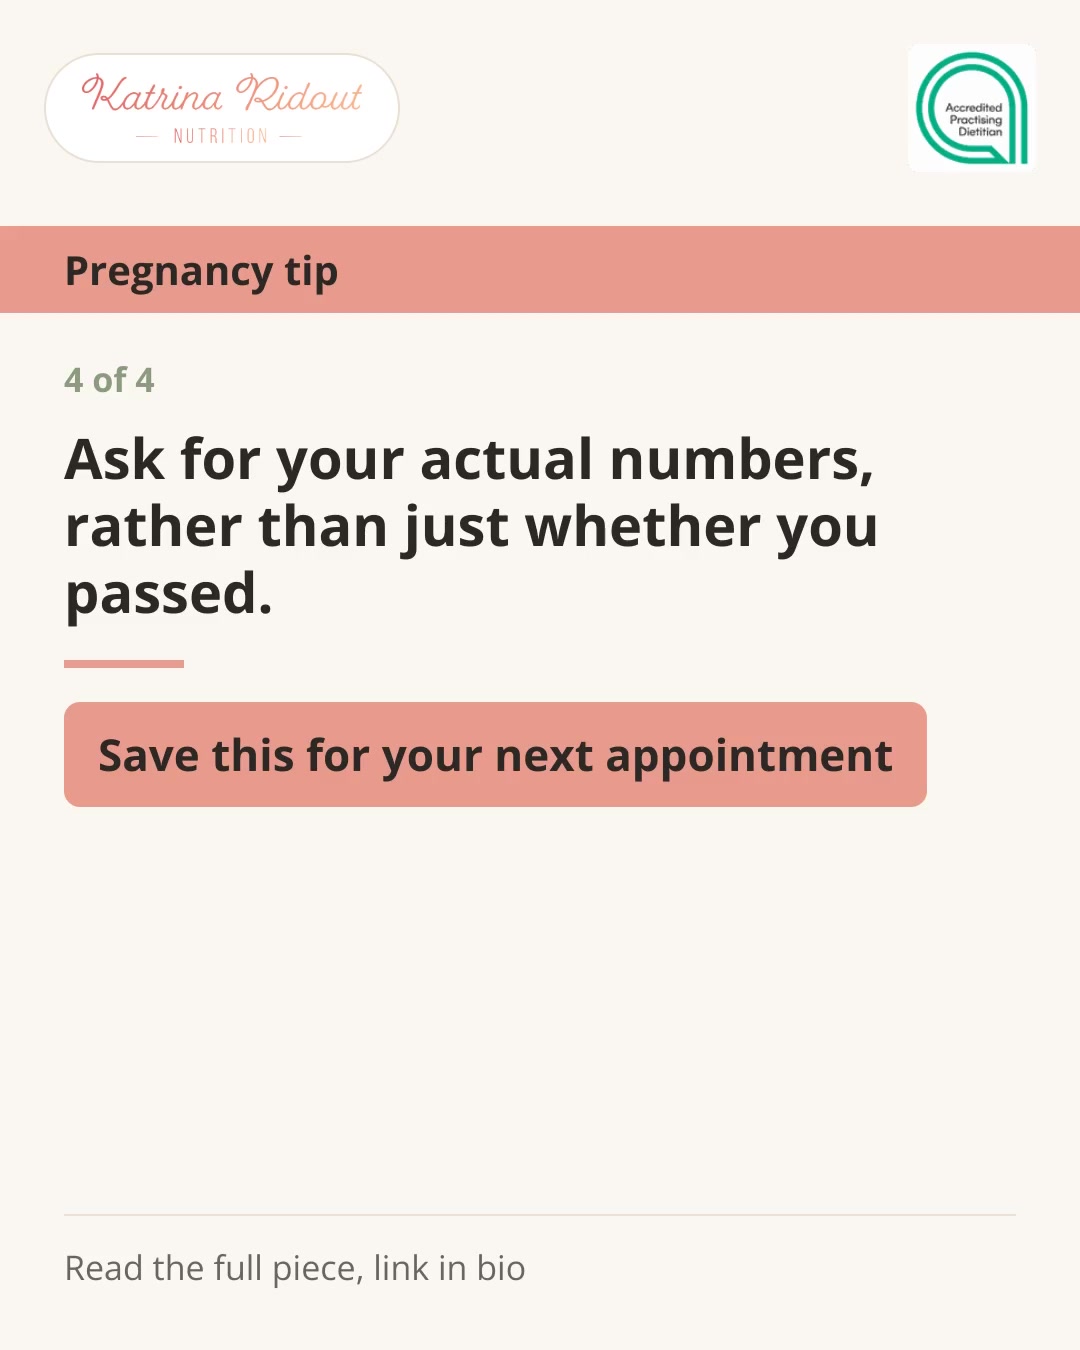 Katrina Ridout
NUTRITION
Accredited
Practising
Dietitian
Pregnancy tip
4 of 4
Ask for your actual numbers,
rather than just whether you
passed.
Save this for your next appointment
Read the full piece, link in bio